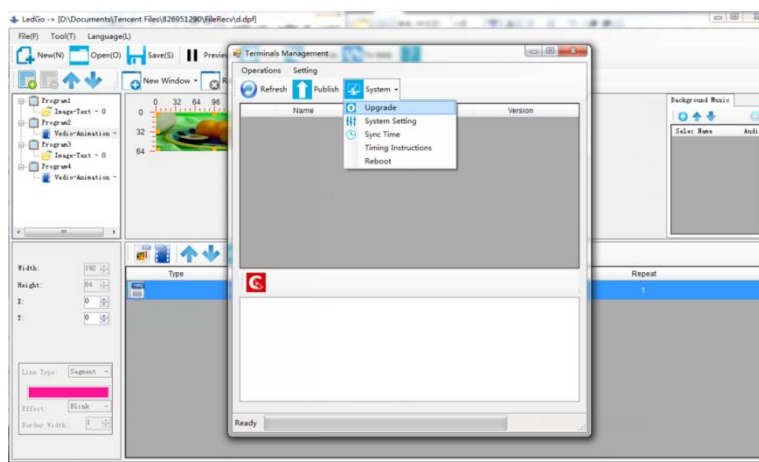 LedGo -> [D:\Documents\Tencent Files\826951290\FileRecv\d.dpf]
File(F) Tool(T) Language(L)
New(N) Open(O) Save(S) Preview
New Window
Program1
Image-Text - 0
Program2
Vedio-Animation -
Program3
Image-Text - 0
Program4
Vedio-Animation -
0 32 64 96
0
32
64
Terminals Management
Operations Setting
Refresh Publish System
Name Version
Upgrade
System Setting
Sync Time
Timing Instructions
Reboot
Ready
Background Music
Width: 192
Height: 64
X: 0
Y: 0
Type Repeat
1
Line Type: Segment
Effect: Blink
Border Width: 1